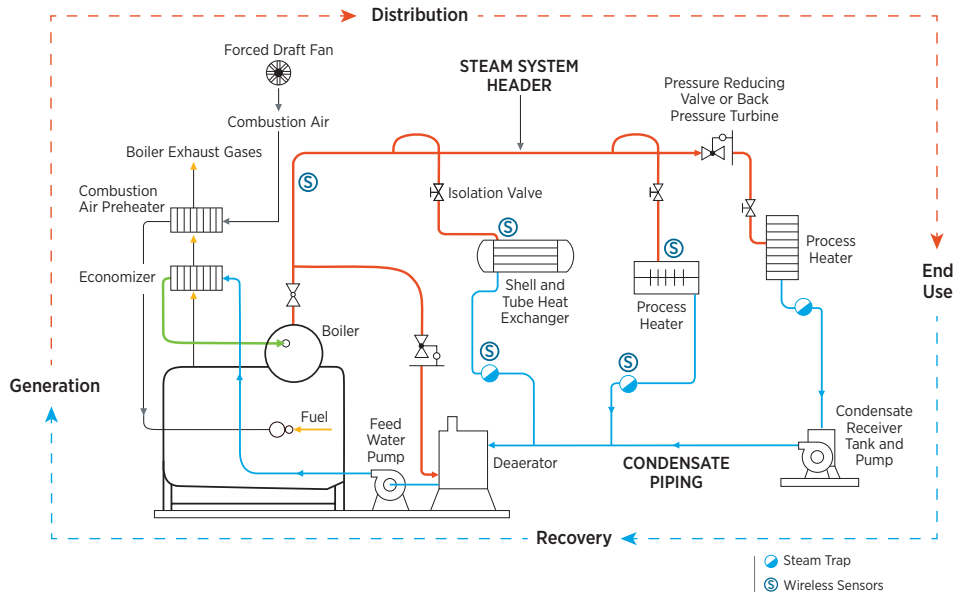 Distribution
Forced Draft Fan
STEAM SYSTEM
HEADER
Pressure Reducing
Valve or Back
Pressure Turbine
Combustion Air
Boiler Exhaust Gases
S
Combustion
Air Preheater
Isolation Valve
S
S
Process
Heater
Economizer
End
Use
Shell and
Tube Heat
Exchanger
Process
Heater
Boiler
S
S
Generation
Fuel
Feed
Water
Pump
Condensate
Receiver
Tank and
Pump
Deaerator
CONDENSATE
PIPING
Recovery
Steam Trap
S Wireless Sensors